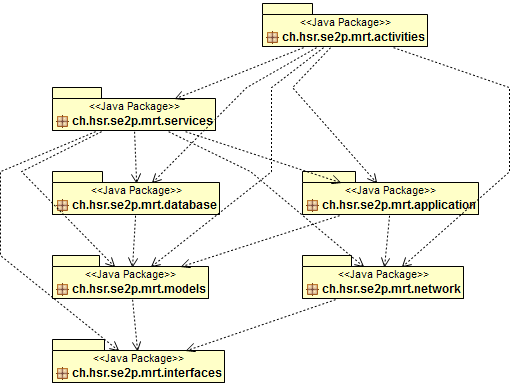 <<Java Package>>
ch.hsr.se2p.mrt.activities
<<Java Package>>
ch.hsr.se2p.mrt.services
<<Java Package>>
ch.hsr.se2p.mrt.database
<<Java Package>>
ch.hsr.se2p.mrt.application
<<Java Package>>
ch.hsr.se2p.mrt.models
<<Java Package>>
ch.hsr.se2p.mrt.network
<<Java Package>>
ch.hsr.se2p.mrt.interfaces